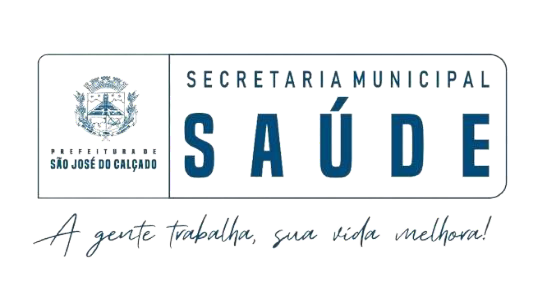 PREFEITURA DE
SÃO JOSÉ DO CALÇADO
SECRETARIA MUNICIPAL
SAÚDE
A gente trabalha, sua vida melhora!